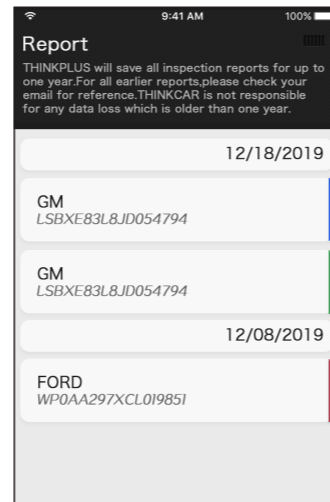 9:41 AM
100%
Report
THINKPLUS will save all inspection reports for up to
one year.For all earlier reports,please check your
email for reference.THINKCAR is not responsible
for any data loss which is older than one year.
12/18/2019
GM
LSBXE83L8JD054794
GM
LSBXE83L8JD054794
12/08/2019
FORD
WP0AA297XCL019851